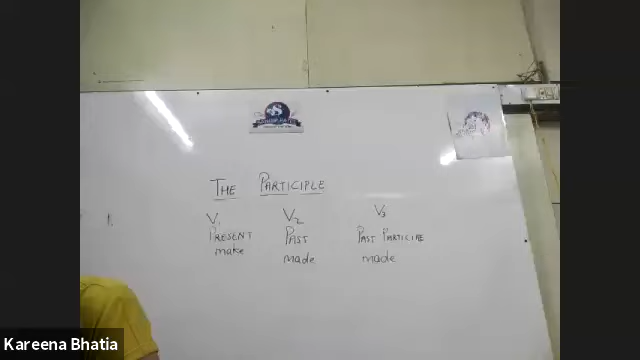 THE PARTICIPLE
V1 V2 V3
PRESENT PAST PAST PARTICIPLE
make made made
Kareena Bhatia